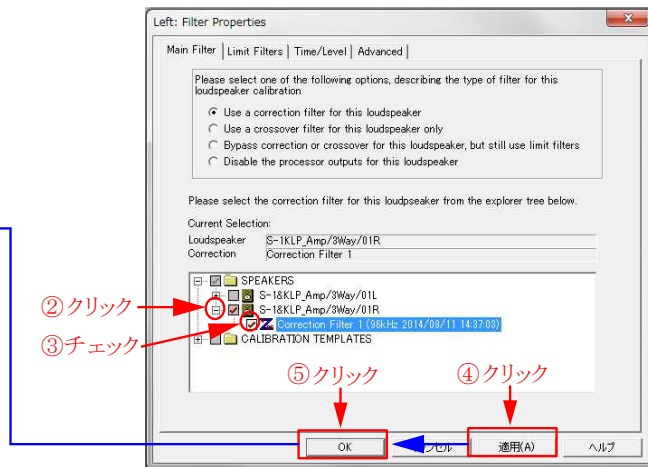 Left: Filter Properties
Main Filter Limit Filters Time/Level Advanced
Please select one of the following options, describing the type of filter for this
loudspeaker calibration
Use a correction filter for this loudspeaker
Use a crossover filter for this loudspeaker only
Bypass correction or crossover for this loudspeaker, but still use limit filters
Disable the processor outputs for this loudspeaker
Please select the correction filter for this loudpseaker from the explorer tree below.
Current Selection:
Loudspeaker S-1KLP_Amp/3Way/01R
Correction Correction Filter 1
SPEAKERS
S-1&KLP_Amp/3Way/01L
②クリック
S-1&KLP_Amp/3Way/01R
③チェック
Correction Filter 1 (96kHz 2014/09/11 14:37:03)
CALIBRATION TEMPLATES
⑤クリック ④クリック
OK 適用(A) ヘルプ